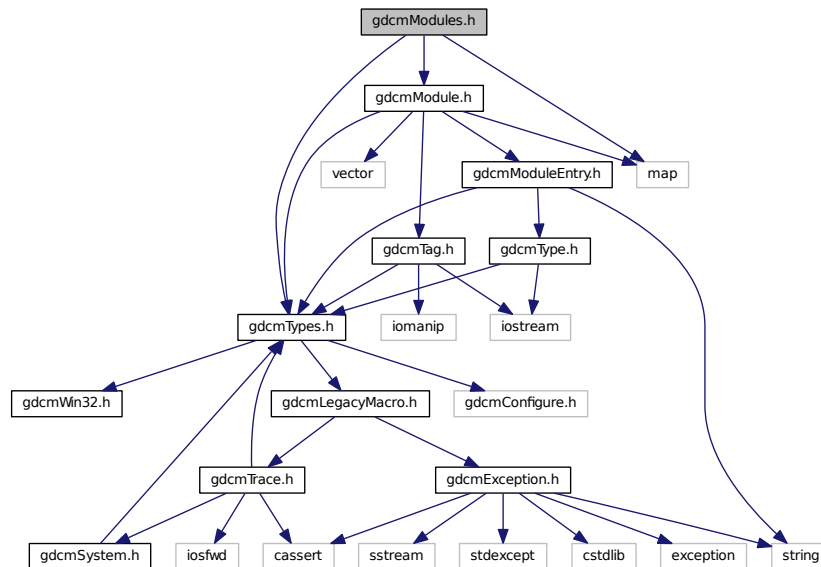 gdcmModules.h
gdcmModule.h
vector
gdcmModuleEntry.h
map
gdcmTag.h
gdcmType.h
gdcmTypes.h
iomanip
iostream
gdcmWin32.h
gdcmLegacyMacro.h
gdcmConfigure.h
gdcmTrace.h
gdcmException.h
gdcmSystem.h
iosfwd
cassert
sstream
stdexcept
cstdlib
exception
string